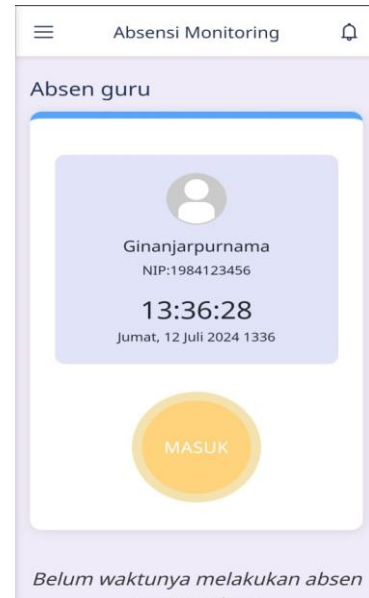 Absensi Monitoring
Absen guru
Ginanjarpurnama
NIP:1984123456
13:36:28
Jumat, 12 Juli 2024 1336
MASUK
Belum waktunya melakukan absen